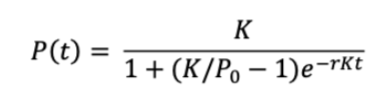 P(t) = K / 1 + (K/P₀ − 1)e^−rKt